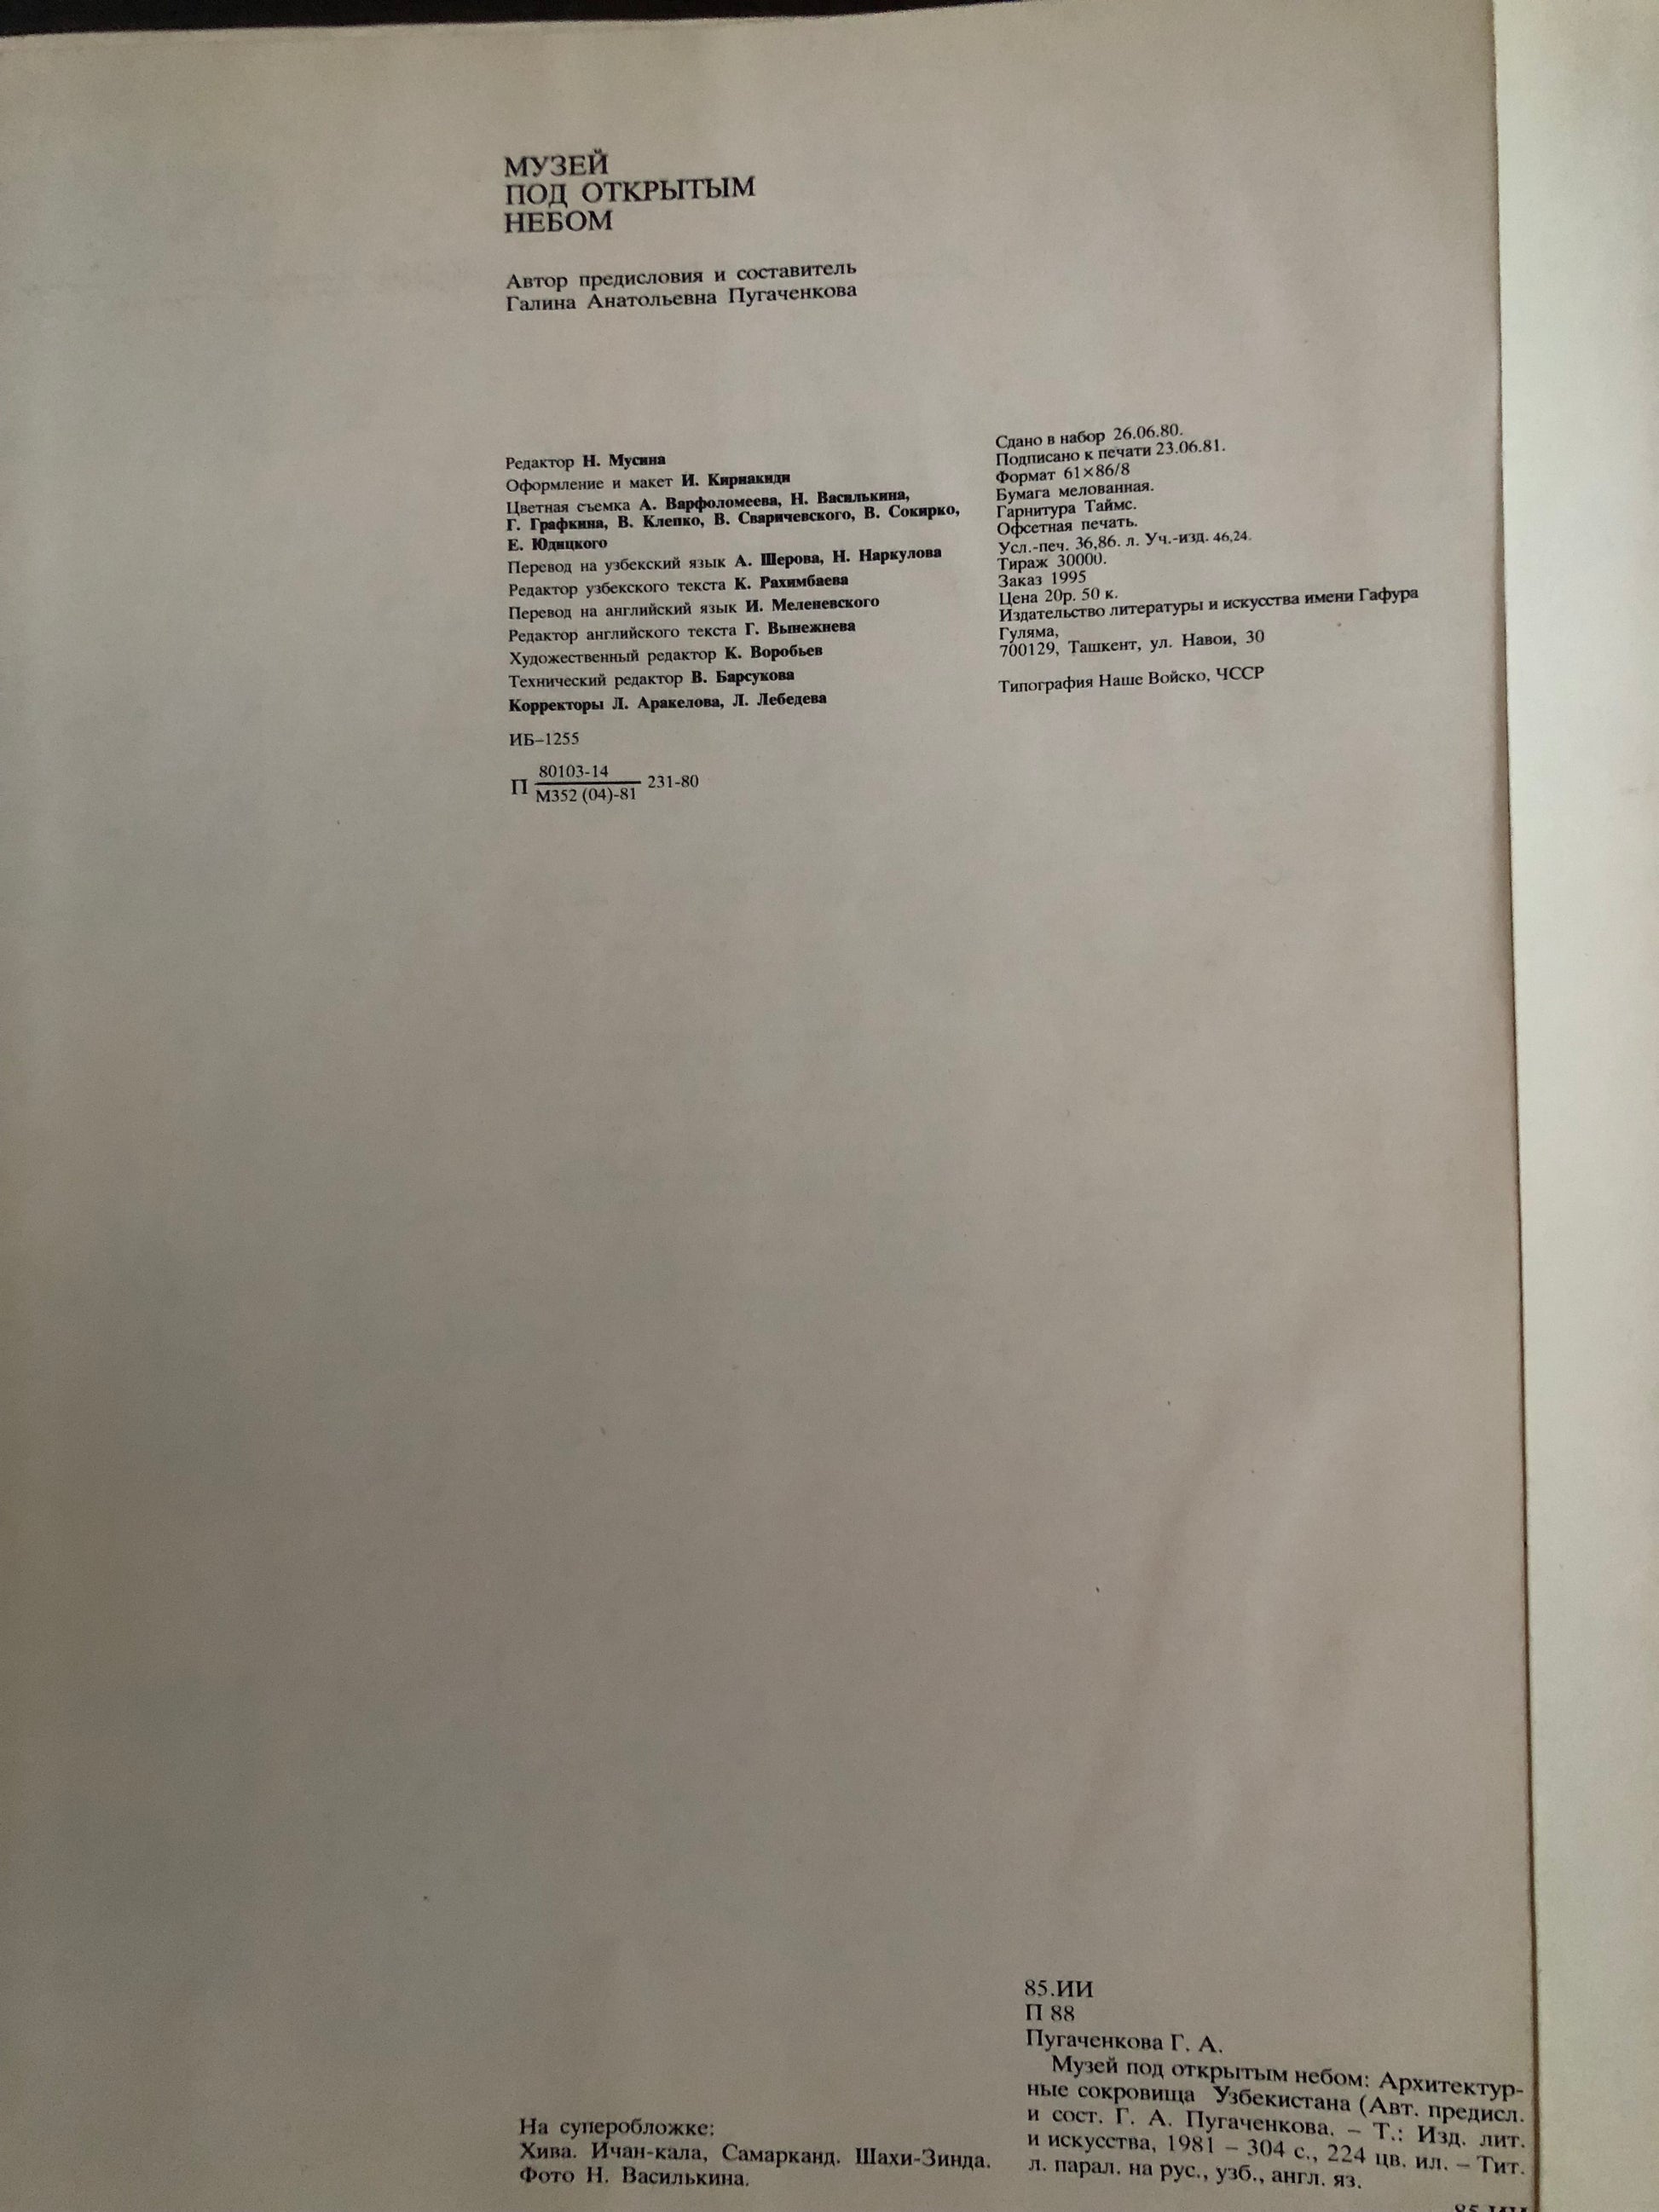 МУЗЕЙ
ПОД ОТКРЫТЫМ
НЕБОМ
Автор предисловия и составитель
Галина Анатольевна Пугаченкова
Редактор Н. Мусина
Оформление и макет И. Кириакиди
Цветная съемка А. Варфоломеева, Н. Василькина,
Г. Графкина, В. Клепко, В. Сваричевского, В. Сокирко,
Е. Юдицкого
Перевод на узбекский язык А. Шерова, Н. Наркулова
Редактор узбекского текста К. Рахимбаева
Перевод на английский язык И. Меленевского
Редактор английского текста Г. Вынежнева
Художественный редактор К. Воробьев
Технический редактор В. Барсукова
Корректоры Л. Аракелова, Л. Лебедева
ИБ–1255
П 80103-14
М352 (04)-81 231-80
Сдано в набор 26.06.80.
Подписано к печати 23.06.81.
Формат 61×86/8
Бумага мелованная.
Гарнитура Таймс.
Офсетная печать.
Усл.-печ. 36,86. л. Уч.-изд. 46,24.
Тираж 30000.
Заказ 1995
Цена 20р. 50 к.
Издательство литературы и искусства имени Гафура
Гуляма,
700129, Ташкент, ул. Навои, 30
Типография Наше Войско, ЧССР
На суперобложке:
Хива. Ичан-кала, Самарканд. Шахи-Зинда.
Фото Н. Василькина.
85.ИИ
П 88
Пугаченкова Г. А.
Музей под открытым небом: Архитектур-
ные сокровища Узбекистана (Авт. предисл.
и сост. Г. А. Пугаченкова. – Т.: Изд. лит.
и искусства, 1981 – 304 с., 224 цв. ил. – Тит.
л. парал. на рус., узб., англ. яз.
85.ИИ